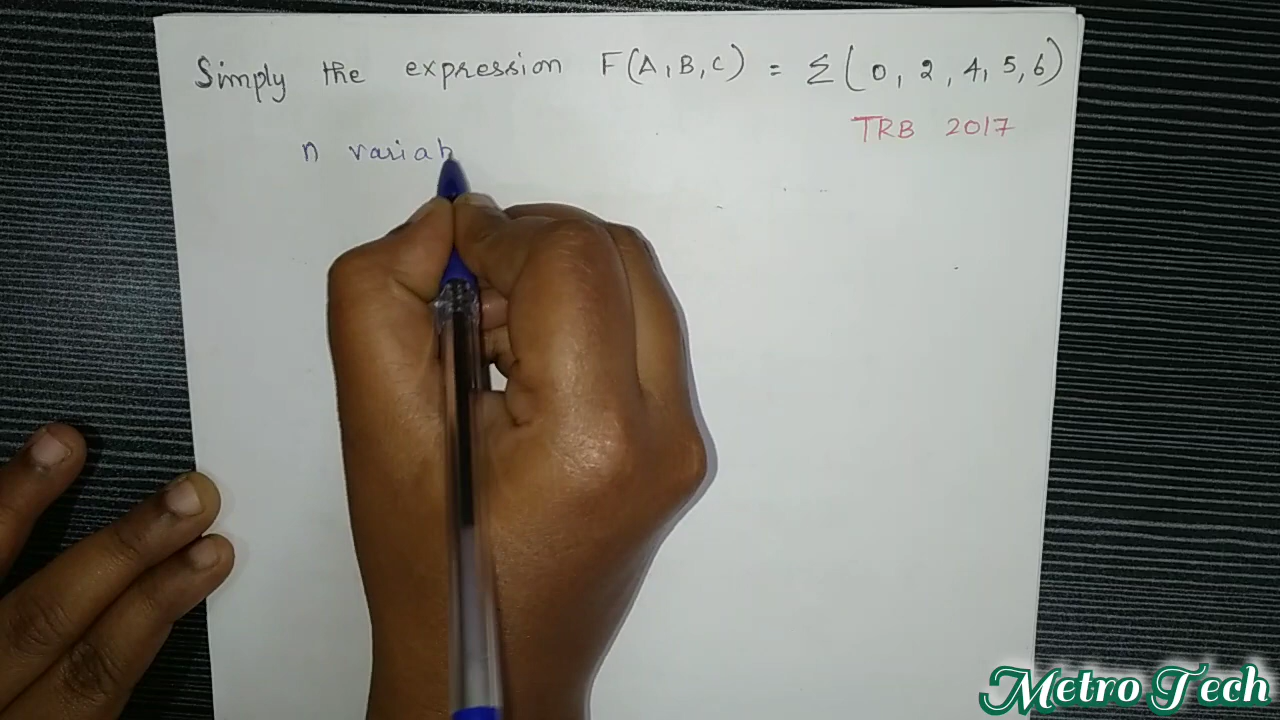 Simply the expression F(A,B,C) = Σ(0,2,4,5,6)
TRB 2017
n variab
Metro Tech